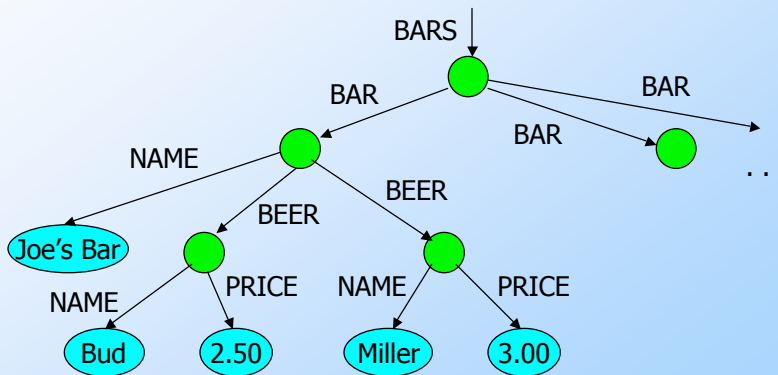 BARS
BAR
BAR
BAR
NAME
BEER
BEER
Joe's Bar
NAME
PRICE
NAME
PRICE
Bud
2.50
Miller
3.00
. .